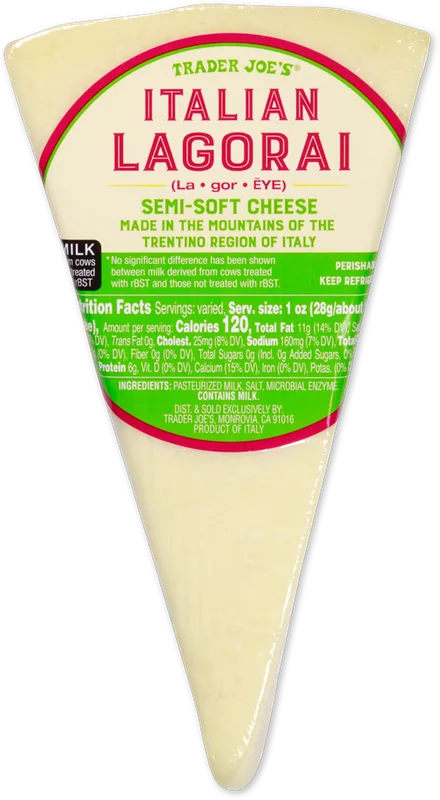 TRADER JOE'S®
ITALIAN
LAGORAI
(La • gor • ĒYE)
SEMI-SOFT CHEESE
MADE IN THE MOUNTAINS OF THE
TRENTINO REGION OF ITALY
MILK
cows
treated
rBST
*No significant difference has been shown
between milk derived from cows treated
with rBST and those not treated with rBST.
KEEP
Facts Servings: varied, Serv. size: 1 oz (28g/about
Amount per serving: Calories 120, Total Fat 11g (14% DV),
DV), Trans Fat 0g, Cholest. 25mg (8% DV), Sodium 160mg (7% DV),
DV), Fiber 0g (0% DV), Total Sugars 0g (Incl. 0g Added Sugars,
Protein 6g, Vit. D (0% DV), Calcium (15% DV), Iron (0% DV), Potas.
INGREDIENTS: PASTEURIZED MILK, SALT, MICROBIAL ENZYME.
CONTAINS MILK.
DIST. & SOLD EXCLUSIVELY BY:
TRADER JOE'S, MONROVIA, CA 91016
PRODUCT OF ITALY